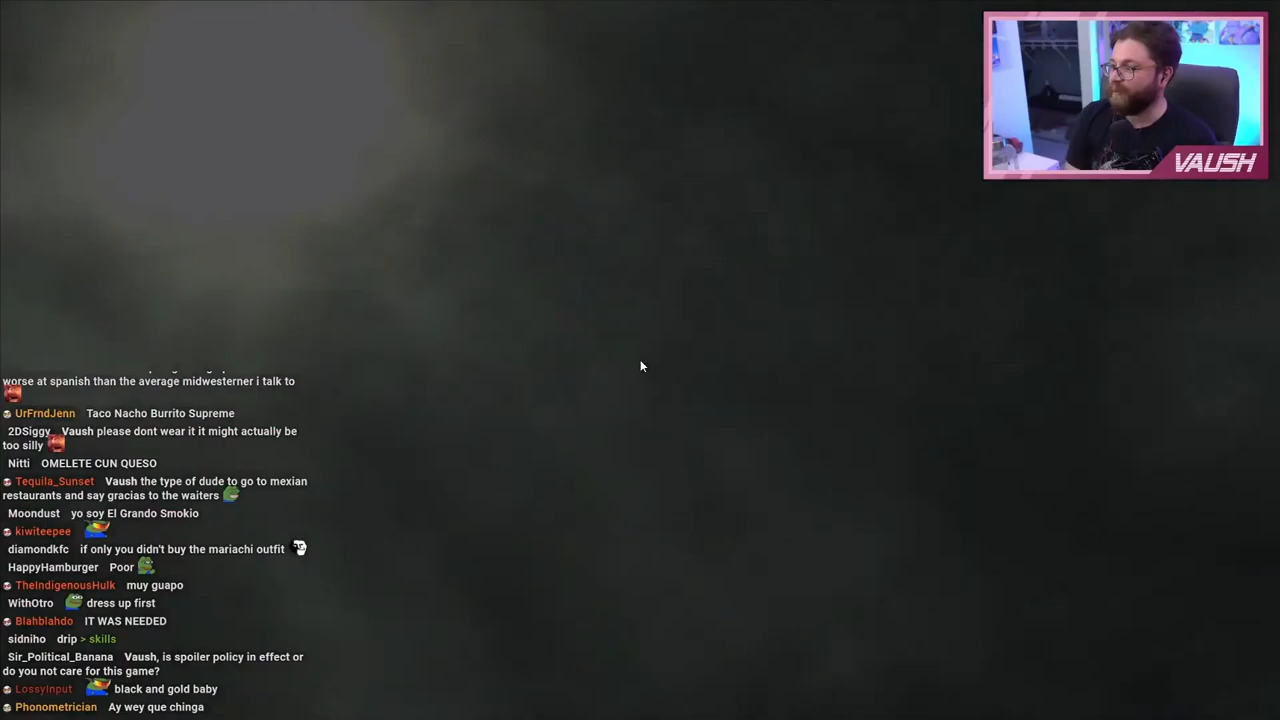 VAUSH
worse at spanish than the average midwesterner i talk to
UrFrndJenn Taco Nacho Burrito Supreme
2DSiggy Vaush please dont wear it it might actually be
too silly
Nitti OMELETE CUN QUESO
Tequila_Sunset Vaush the type of dude to go to mexian
restaurants and say gracias to the waiters
Moondust yo soy El Grando Smokio
kiwiteepee
diamondkfc if only you didn't buy the mariachi outfit
HappyHamburger Poor
TheIndigenousHulk muy guapo
WithOtro dress up first
Blahblahdo IT WAS NEEDED
sidniho drip > skills
Sir_Political_Banana Vaush, is spoiler policy in effect or
do you not care for this game?
LossyInput black and gold baby
Phonometrician Ay wey que chinga